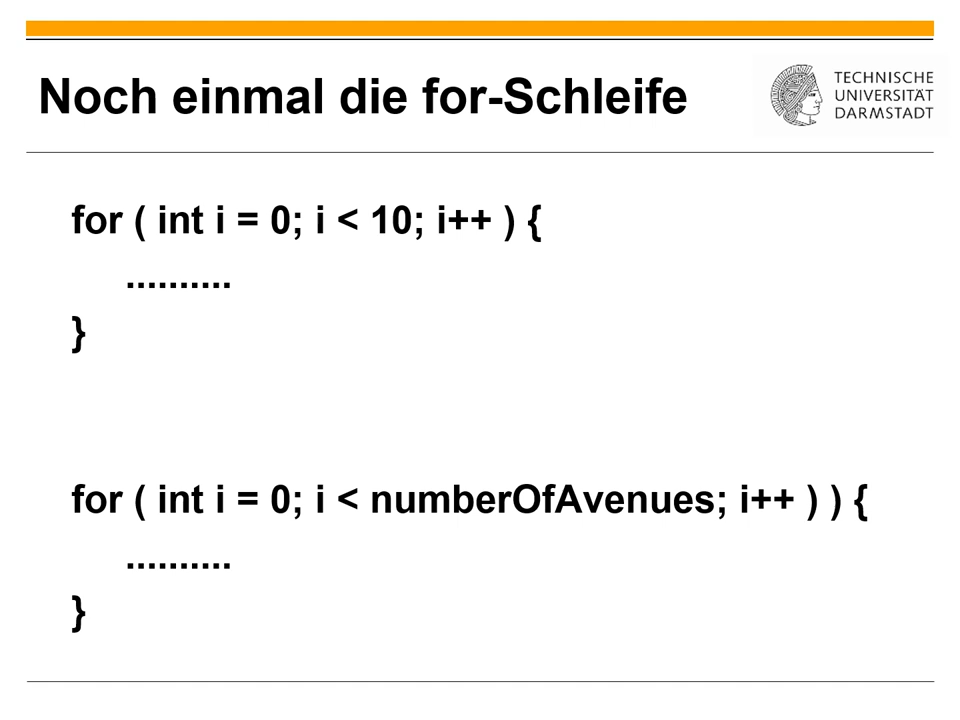 Noch einmal die for-Schleife
TECHNISCHE
UNIVERSITÄT
DARMSTADT
for ( int i = 0; i < 10; i++ ) {
..........
}
for ( int i = 0; i < numberOfAvenues; i++ ) ) {
..........
}